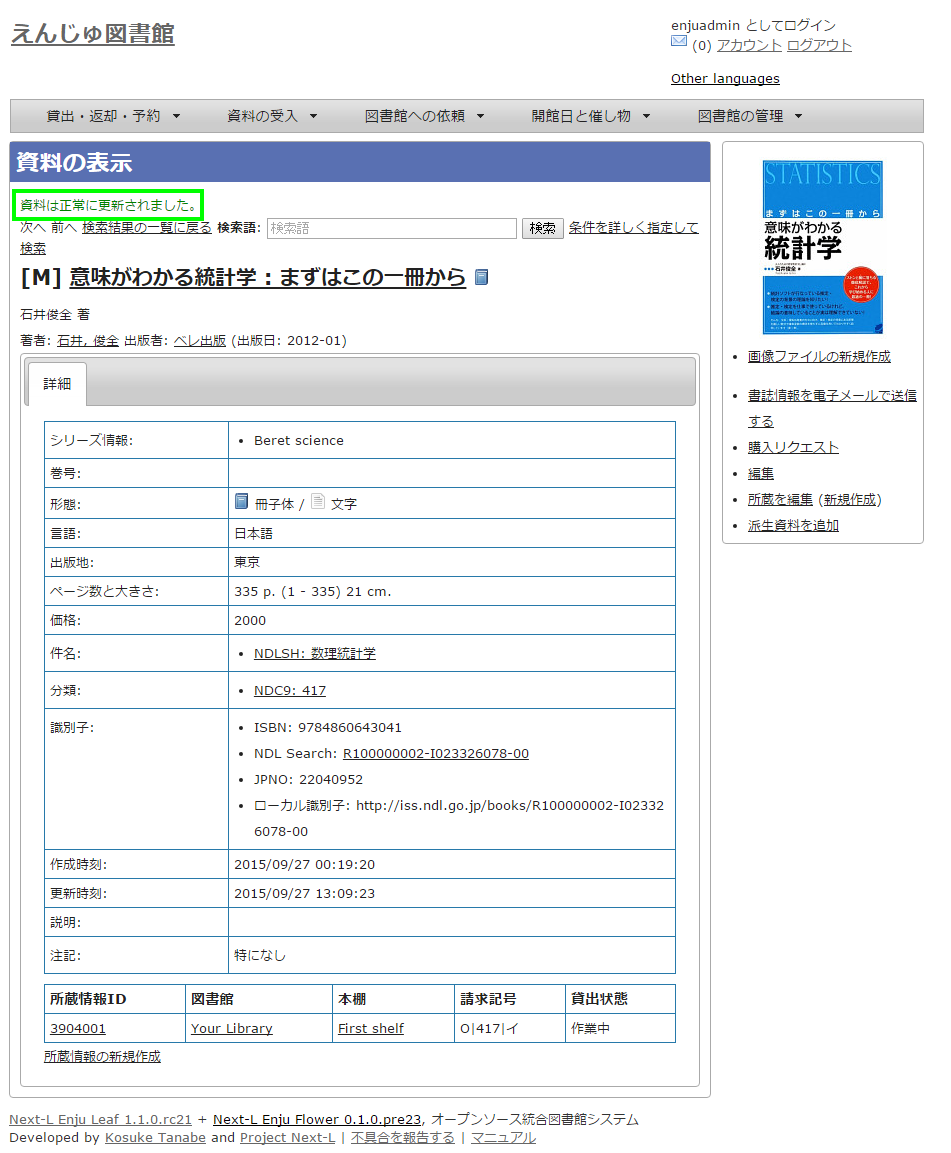 えんじゅ図書館
enjuadmin としてログイン
(0) アカウント ログアウト
Other languages
貸出・返却・予約 ▼ 資料の受入 ▼ 図書館への依頼 ▼ 開館日と催し物 ▼ 図書館の管理 ▼
資料の表示
資料は正常に更新されました。
次へ 前へ 検索結果の一覧に戻る 検索語: 検索語 検索 条件を詳しく指定して
検索
[M] 意味がわかる統計学 : まずはこの一冊から
石井俊全 著
著者: 石井, 俊全 出版者: ベレ出版 (出版日: 2012-01)
詳細
シリーズ情報: • Beret science
巻号:
形態: 冊子体 / 文字
言語: 日本語
出版地: 東京
ページ数と大きさ: 335 p. (1 - 335) 21 cm.
価格: 2000
件名: • NDLSH: 数理統計学
分類: • NDC9: 417
識別子: • ISBN: 9784860643041
• NDL Search: R100000002-I023326078-00
• JPNO: 22040952
• ローカル識別子: http://iss.ndl.go.jp/books/R100000002-I02332
6078-00
作成時刻: 2015/09/27 00:19:20
更新時刻: 2015/09/27 13:09:23
説明:
注記: 特になし
所蔵情報ID 図書館 本棚 請求記号 貸出状態
3904001 Your Library First shelf O|417|イ 作業中
所蔵情報の新規作成
STATISTICS
まずはこの一冊から
意味がわかる
統計学
石井俊全
• 画像ファイルの新規作成
• 書誌情報を電子メールで送信
する
• 購入リクエスト
• 編集
• 所蔵を編集 (新規作成)
• 派生資料を追加
Next-L Enju Leaf 1.1.0.rc21 + Next-L Enju Flower 0.1.0.pre23, オープンソース統合図書館システム
Developed by Kosuke Tanabe and Project Next-L | 不具合を報告する | マニュアル